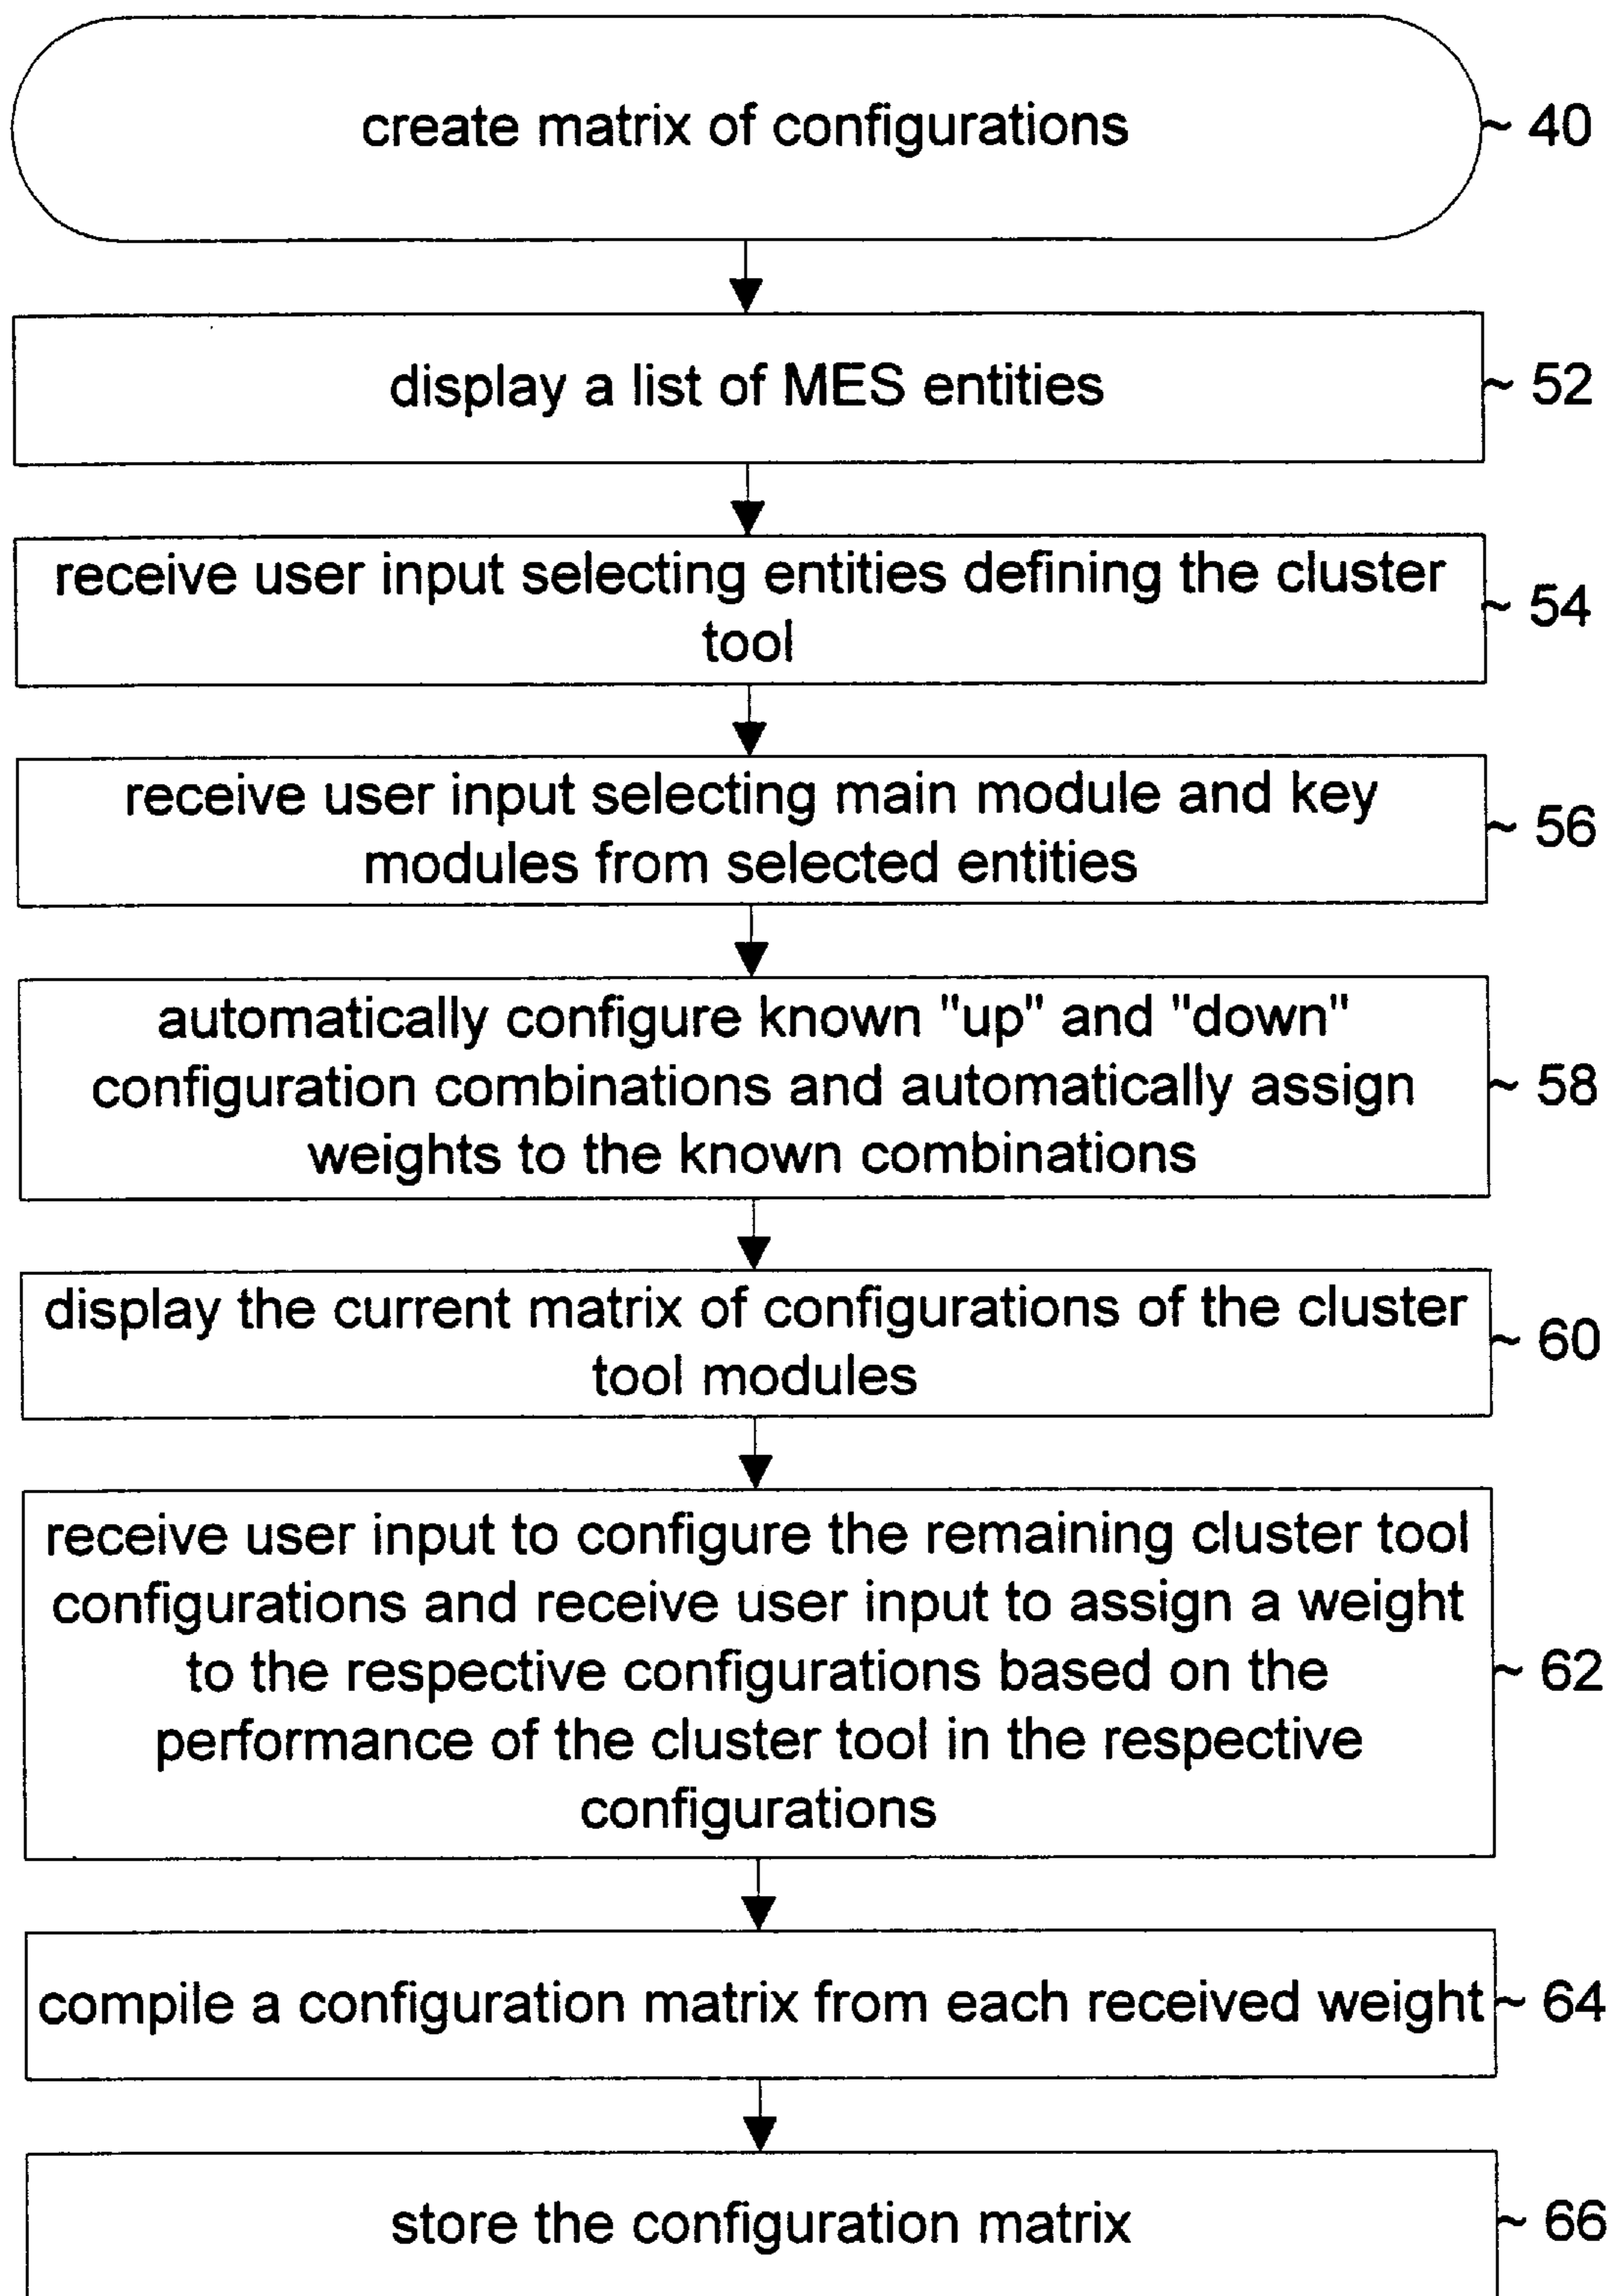 create matrix of configurations
~ 40
display a list of MES entities
~ 52
receive user input selecting entities defining the cluster
tool
~ 54
receive user input selecting main module and key
modules from selected entities
~ 56
automatically configure known "up" and "down"
configuration combinations and automatically assign
weights to the known combinations
~ 58
display the current matrix of configurations of the cluster
tool modules
~ 60
receive user input to configure the remaining cluster tool
configurations and receive user input to assign a weight
to the respective configurations based on the
performance of the cluster tool in the respective
configurations
~ 62
compile a configuration matrix from each received weight
~ 64
store the configuration matrix
~ 66